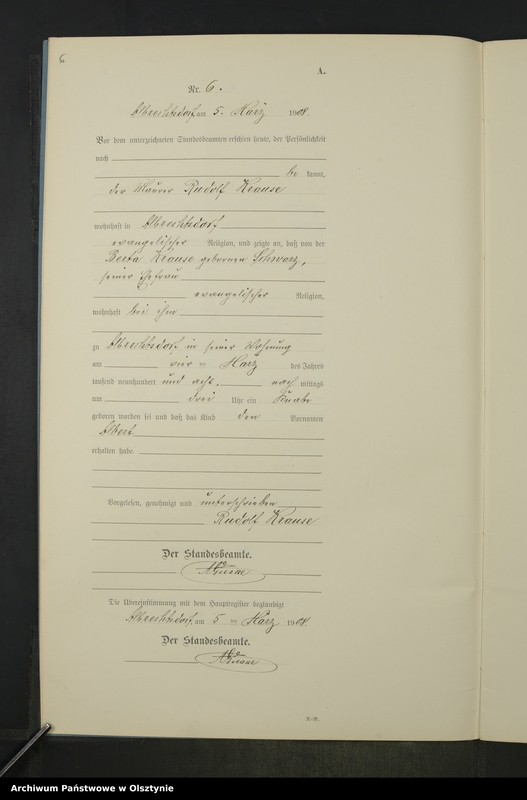 6
A.
Nr. 6.
Albrechtsdorf am 5. März 1908.
Vor dem unterzeichneten Standesbeamten erschien heute, der Persönlichkeit
nach
be kannt,
der Maurer Rudolf Krause
wohnhaft in Albrechtsdorf
evangelischer Religion, und zeigte an, daß von der
Berta Krause gebornen Schwarz,
seiner Ehefrau
evangelischer Religion,
wohnhaft bei ihm
zu Albrechtsdorf in seiner Wohnung
am vier ten März des Jahres
tausend neunhundert und acht, nach mittags
um drei Uhr ein Knabe
geboren worden sei und daß das Kind den Vornamen
Albert
erhalten habe.
Vorgelesen, genehmigt und unterschrieben
Rudolf Krause
Der Standesbeamte.
Die Übereinstimmung mit dem Hauptregister beglaubigt
Albrechtsdorf am 5 ten März 1908
Der Standesbeamte.
Archiwum Państwowe w Olsztynie